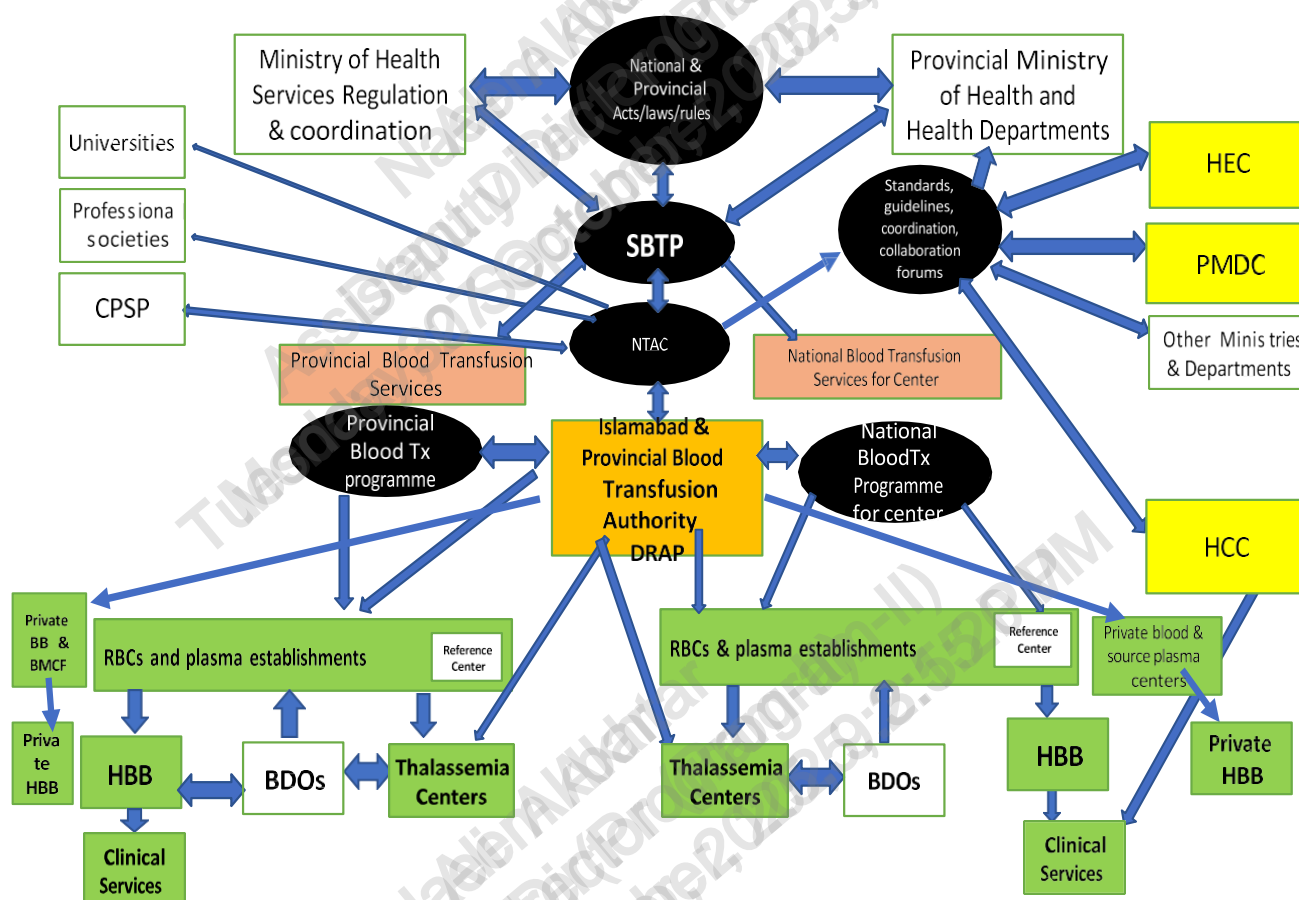 Ministry of Health
Services Regulation
& coordination
National &
Provincial
Acts/laws/rules
Provincial Ministry
of Health and
Health Departments
Universities
Professiona
societies
CPSP
SBTP
NTAC
Standards,
guidelines,
coordination,
collaboration
forums
HEC
PMDC
Other Ministries
& Departments
Provincial Blood Transfusion
Services
National Blood Transfusion
Services for Center
Provincial
Blood Tx
programme
Islamabad &
Provincial Blood
Transfusion
Authority
DRAP
National
BloodTx
Programme
for center
HCC
Private
BB &
BMCF
RBCs and plasma establishments
Reference
Center
RBCs & plasma establishments
Reference
Center
Private blood &
source plasma
centers
Priva
te
HBB
HBB
BDOs
Thalassemia
Centers
Thalassemia
Centers
BDOs
HBB
Private
HBB
Clinical
Services
Clinical
Services